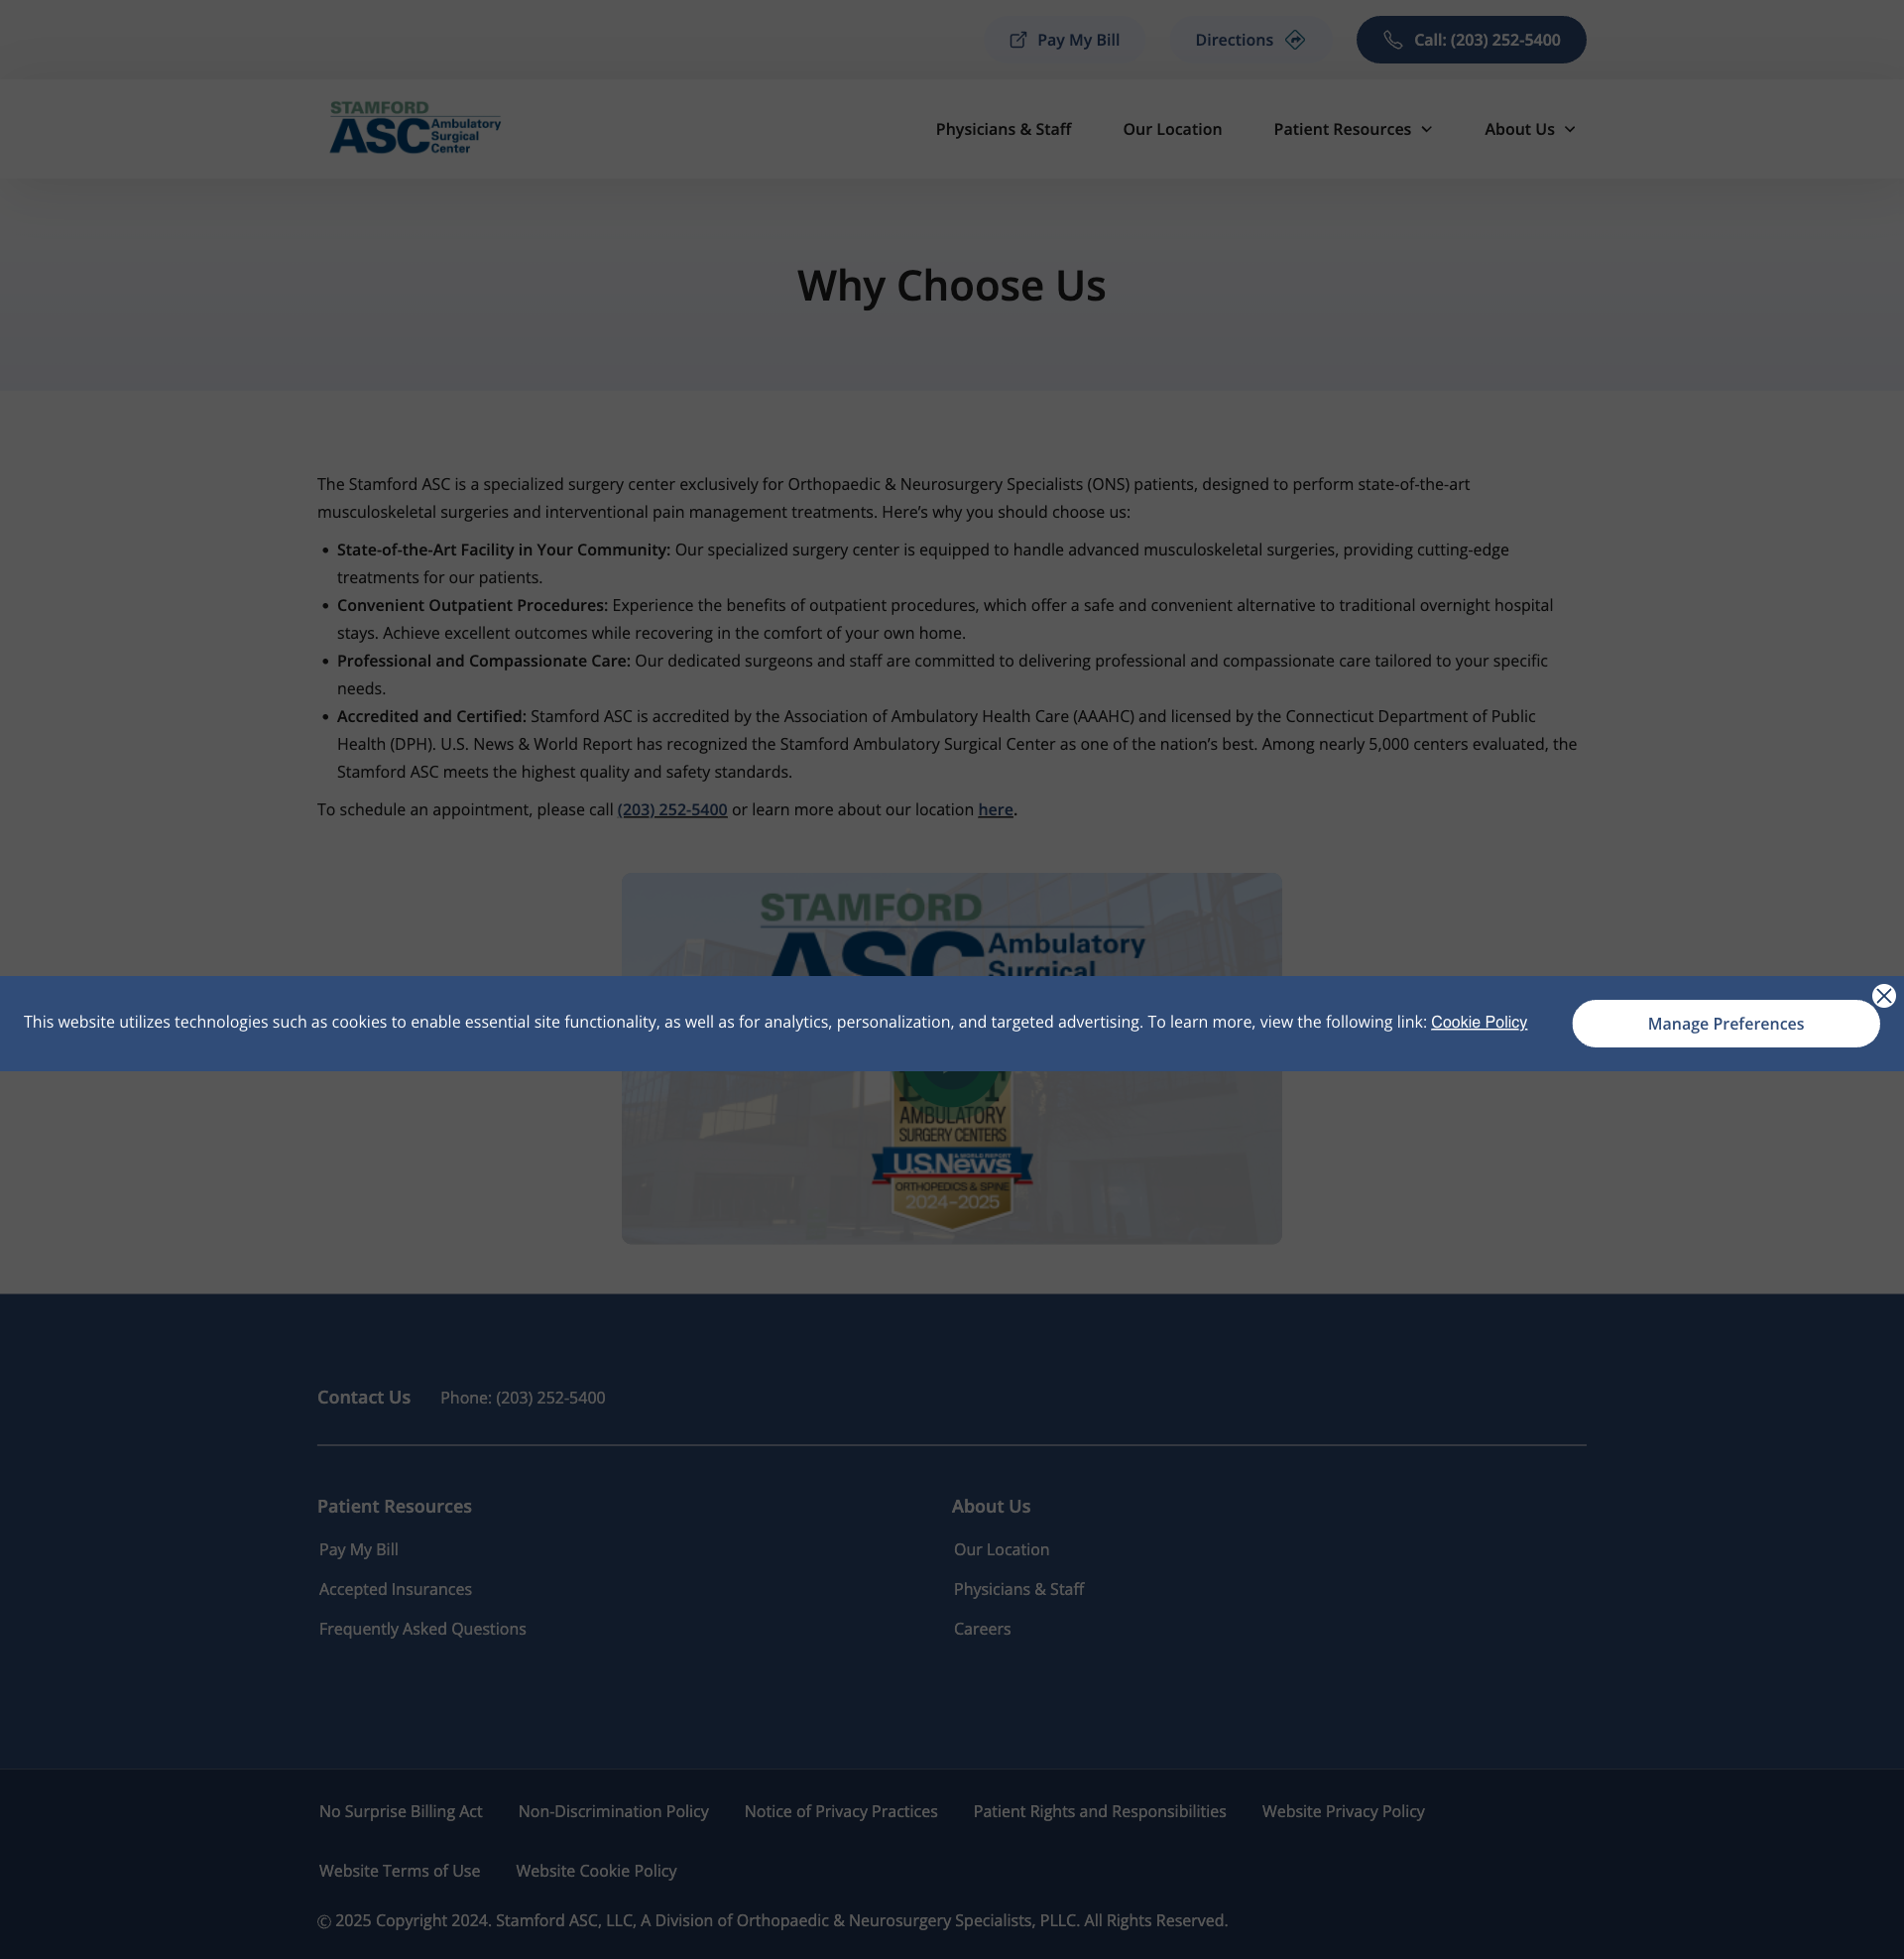 Pay My Bill
Directions
Call: (203) 252-5400
STAMFORD
ASC Ambulatory
Surgical
Center
Physicians & Staff
Our Location
Patient Resources
About Us
Why Choose Us
The Stamford ASC is a specialized surgery center exclusively for Orthopaedic & Neurosurgery Specialists (ONS) patients, designed to perform state-of-the-art
musculoskeletal surgeries and interventional pain management treatments. Here’s why you should choose us:
• State-of-the-Art Facility in Your Community: Our specialized surgery center is equipped to handle advanced musculoskeletal surgeries, providing cutting-edge
treatments for our patients.
• Convenient Outpatient Procedures: Experience the benefits of outpatient procedures, which offer a safe and convenient alternative to traditional overnight hospital
stays. Achieve excellent outcomes while recovering in the comfort of your own home.
• Professional and Compassionate Care: Our dedicated surgeons and staff are committed to delivering professional and compassionate care tailored to your specific
needs.
• Accredited and Certified: Stamford ASC is accredited by the Association of Ambulatory Health Care (AAAHC) and licensed by the Connecticut Department of Public
Health (DPH). U.S. News & World Report has recognized the Stamford Ambulatory Surgical Center as one of the nation’s best. Among nearly 5,000 centers evaluated, the
Stamford ASC meets the highest quality and safety standards.
To schedule an appointment, please call (203) 252-5400 or learn more about our location here.
STAMFORD
ASC Ambulatory
Surgical
This website utilizes technologies such as cookies to enable essential site functionality, as well as for analytics, personalization, and targeted advertising. To learn more, view the following link: Cookie Policy
Manage Preferences
AMBULATORY
SURGERY CENTERS
U.S. News
& WORLD REPORT
ORTHOPEDICS & SPINE
2024-2025
Contact Us
Phone: (203) 252-5400
Patient Resources
Pay My Bill
Accepted Insurances
Frequently Asked Questions
About Us
Our Location
Physicians & Staff
Careers
No Surprise Billing Act
Non-Discrimination Policy
Notice of Privacy Practices
Patient Rights and Responsibilities
Website Privacy Policy
Website Terms of Use
Website Cookie Policy
© 2025 Copyright 2024. Stamford ASC, LLC, A Division of Orthopaedic & Neurosurgery Specialists, PLLC. All Rights Reserved.